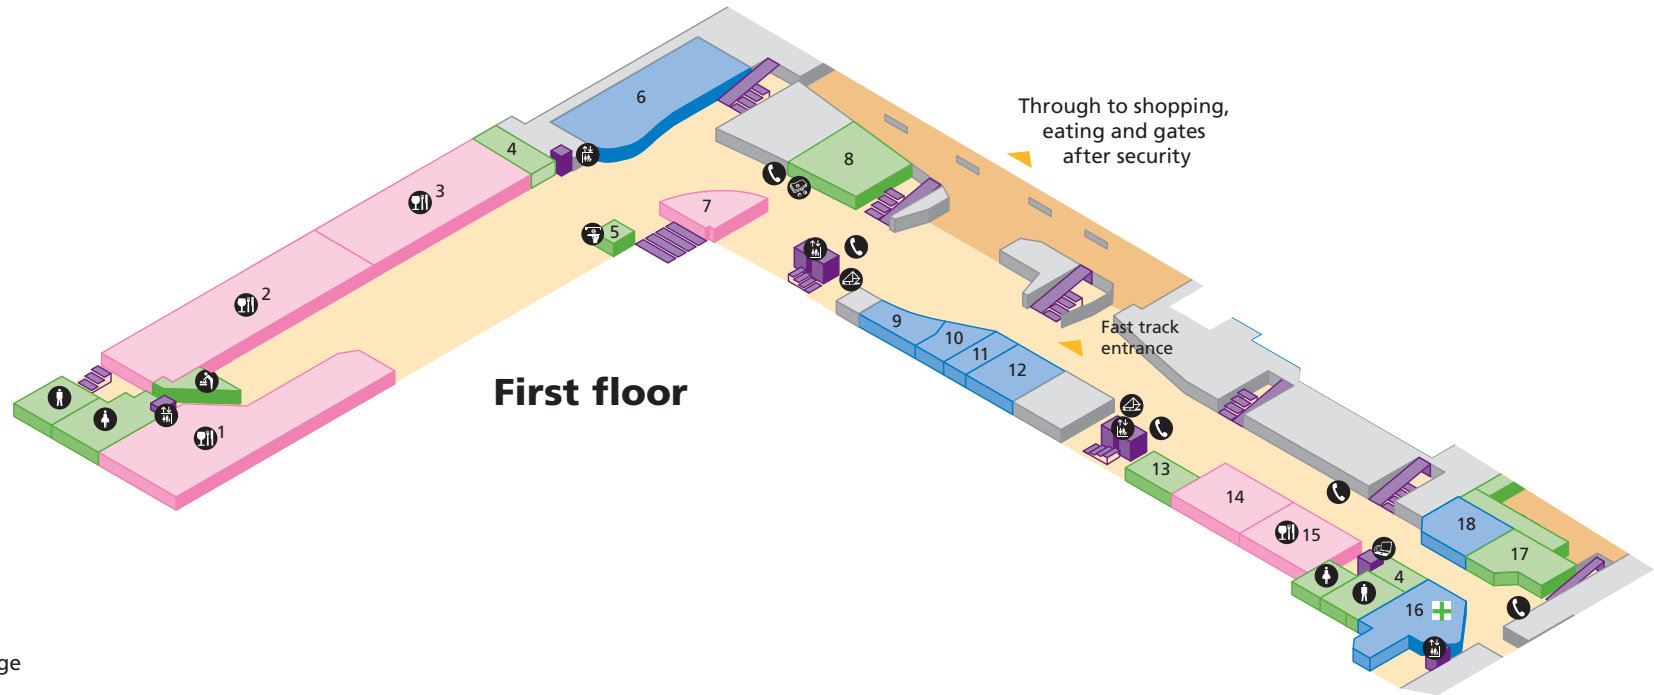 6
Through to shopping,
eating and gates
after security
4
8
3
7
5
2
9
Fast track
entrance
10
11
12
First floor
1
13
14
15
18
17
4
16
ge